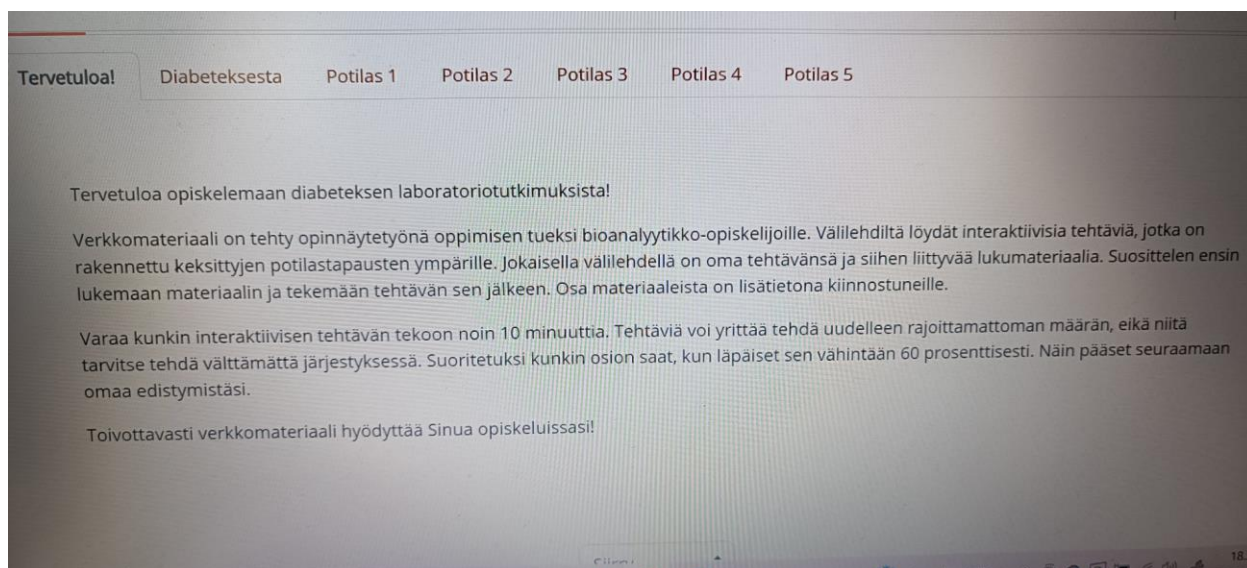 Tervetuloa!
Diabeteksesta
Potilas 1
Potilas 2
Potilas 3
Potilas 4
Potilas 5
Tervetuloa opiskelemaan diabeteksen laboratoriotutkimuksista!
Verkkomateriaali on tehty opinnäytetyönä oppimisen tueksi bioanalyytikko-opiskelijoille. Välilehdiltä löydät interaktiivisia tehtäviä, jotka on
rakennettu keksittyjen potilastapausten ympärille. Jokaisella välilehdellä on oma tehtävänsä ja siihen liittyvää lukumateriaalia. Suosittelen ensin
lukemaan materiaalin ja tekemään tehtävän sen jälkeen. Osa materiaaleista on lisätietona kiinnostuneille.
Varaa kunkin interaktiivisen tehtävän tekoon noin 10 minuuttia. Tehtäviä voi yrittää tehdä uudelleen rajoittamattoman määrän, eikä niitä
tarvitse tehdä välttämättä järjestyksessä. Suoritetuksi kunkin osion saat, kun läpäiset sen vähintään 60 prosenttisesti. Näin pääset seuraamaan
omaa edistymistäsi.
Toivottavasti verkkomateriaali hyödyttää Sinua opiskeluissasi!
18.